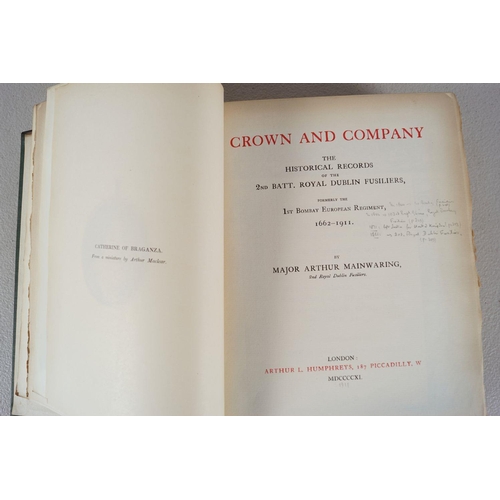 CATHERINE OF BRAGANZA.
From a miniature by Arthur
CROWN AND COMPANY
THE
HISTORICAL RECORDS
OF THE
2ND BATT. ROYAL DUBLIN FUSILIERS,
FORMERLY THE
1ST BOMBAY EUROPEAN REGIMENT,
1662-1911.
BY
MAJOR ARTHUR MAINWARING,
2nd Royal Dublin Fusiliers.
LONDON:
ARTHUR L. HUMPHREYS, 187 PICCADILLY, W
MDCCCCXI.